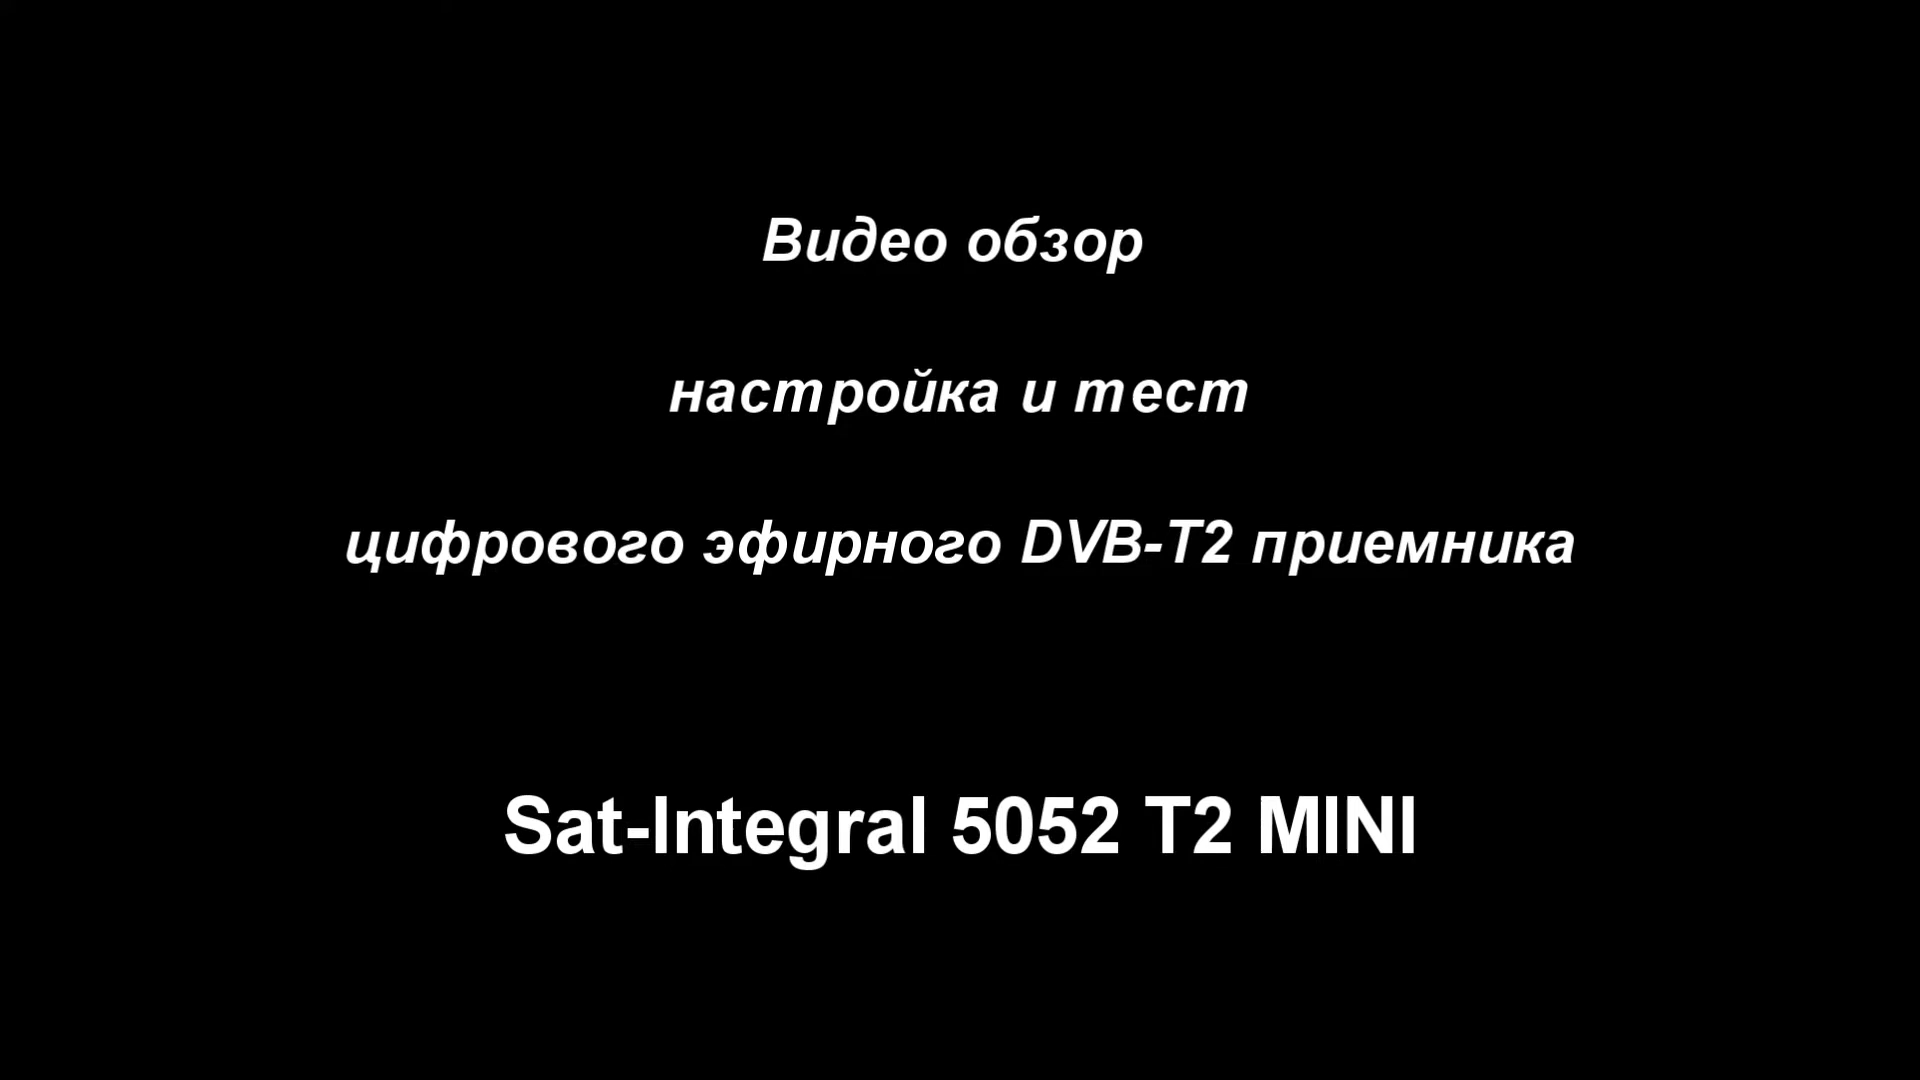 Видео обзор
настройка и тест
цифрового эфирного DVB-T2 приемника
Sat-Integral 5052 T2 MINI